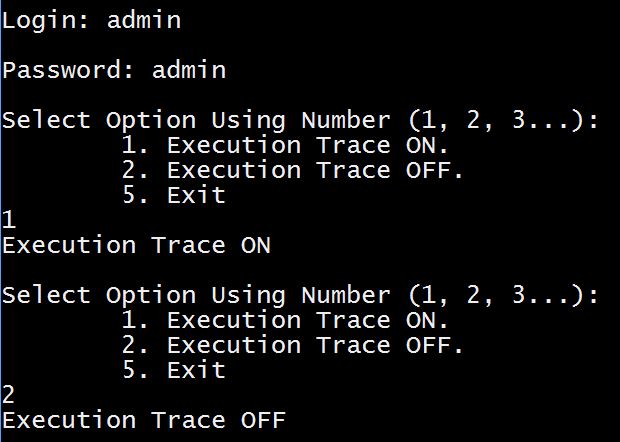 Login: admin
Password: admin
Select Option Using Number (1, 2, 3...):
1. Execution Trace ON.
2. Execution Trace OFF.
5. Exit
1
Execution Trace ON
Select Option Using Number (1, 2, 3...):
1. Execution Trace ON.
2. Execution Trace OFF.
5. Exit
2
Execution Trace OFF